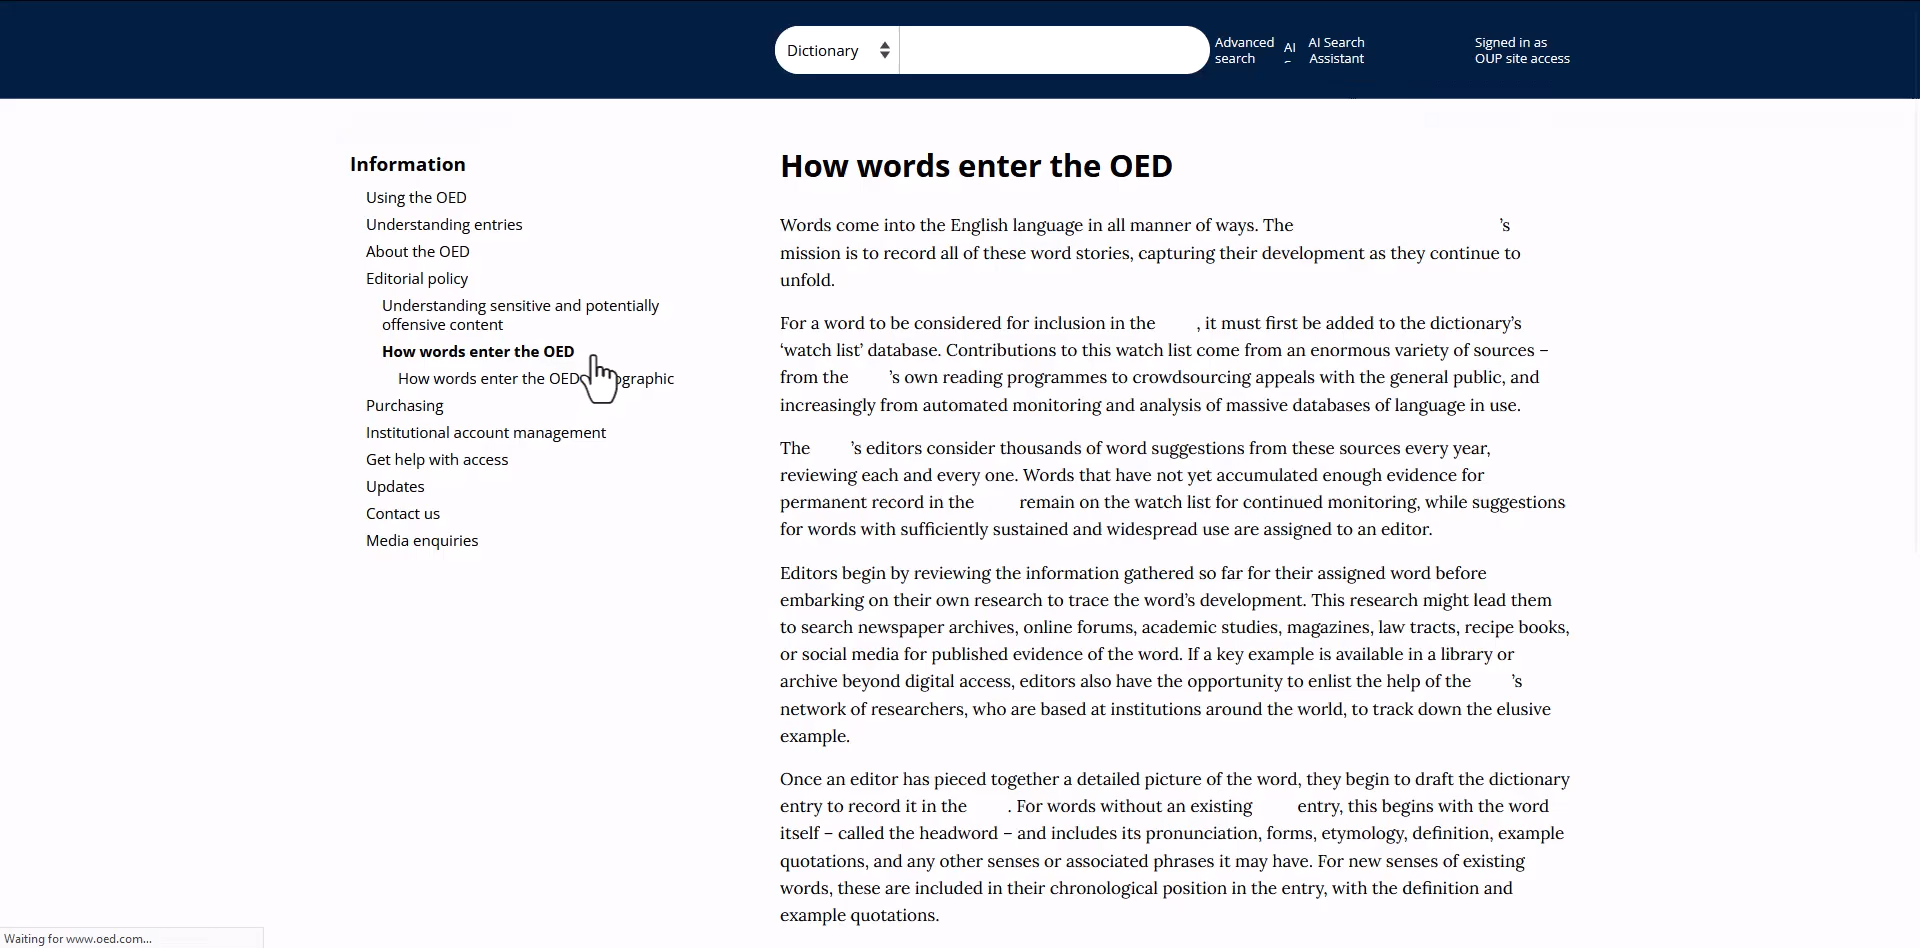 Dictionary
Advanced
search
AI
AI Search
Assistant
Signed in as
OUP site access
Information
Using the OED
Understanding entries
About the OED
Editorial policy
Understanding sensitive and potentially
offensive content
How words enter the OED
How words enter the OED ographic
Purchasing
Institutional account management
Get help with access
Updates
Contact us
Media enquiries
How words enter the OED
Words come into the English language in all manner of ways. The ’s
mission is to record all of these word stories, capturing their development as they continue to
unfold.
For a word to be considered for inclusion in the , it must first be added to the dictionary’s
‘watch list’ database. Contributions to this watch list come from an enormous variety of sources –
from the ’s own reading programmes to crowdsourcing appeals with the general public, and
increasingly from automated monitoring and analysis of massive databases of language in use.
The ’s editors consider thousands of word suggestions from these sources every year,
reviewing each and every one. Words that have not yet accumulated enough evidence for
permanent record in the remain on the watch list for continued monitoring, while suggestions
for words with sufficiently sustained and widespread use are assigned to an editor.
Editors begin by reviewing the information gathered so far for their assigned word before
embarking on their own research to trace the word’s development. This research might lead them
to search newspaper archives, online forums, academic studies, magazines, law tracts, recipe books,
or social media for published evidence of the word. If a key example is available in a library or
archive beyond digital access, editors also have the opportunity to enlist the help of the ’s
network of researchers, who are based at institutions around the world, to track down the elusive
example.
Once an editor has pieced together a detailed picture of the word, they begin to draft the dictionary
entry to record it in the . For words without an existing entry, this begins with the word
itself – called the headword – and includes its pronunciation, forms, etymology, definition, example
quotations, and any other senses or associated phrases it may have. For new senses of existing
words, these are included in their chronological position in the entry, with the definition and
example quotations.
Waiting for www.oed.com...